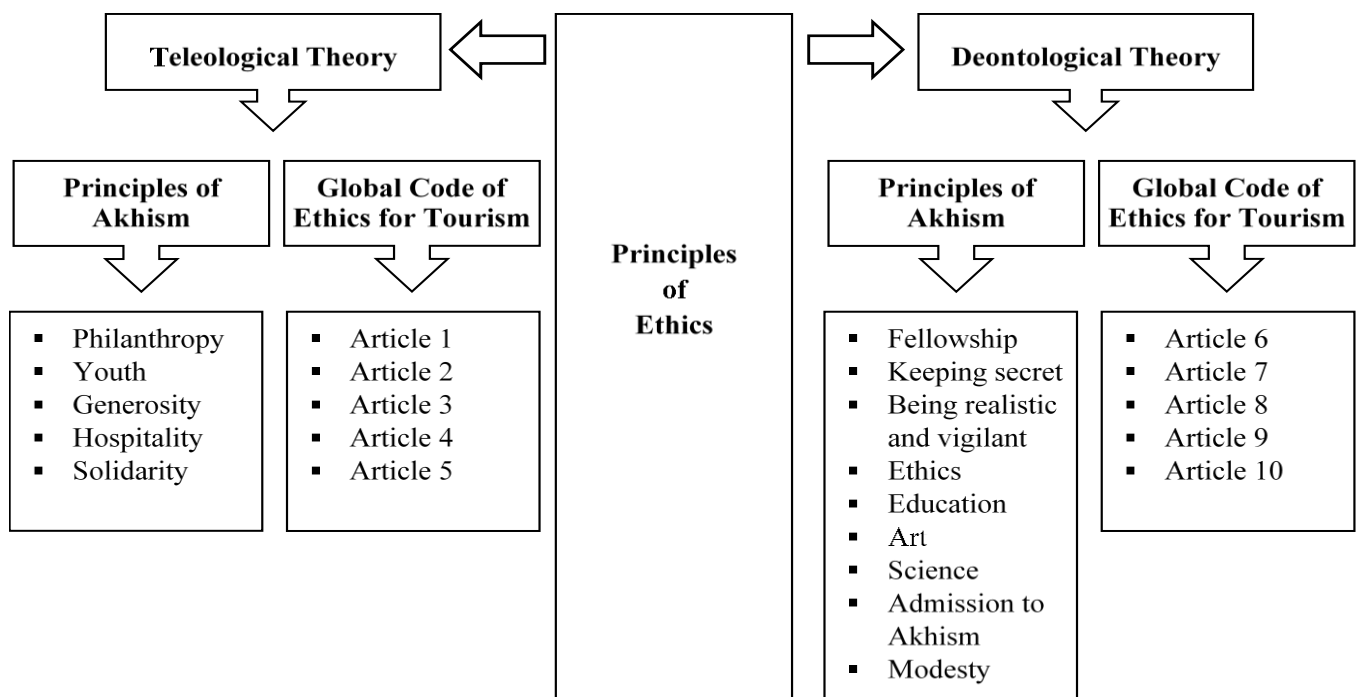 Teleological Theory
Principles of
Akhism
Global Code of
Ethics for Tourism
▪ Philanthropy
▪ Youth
▪ Generosity
▪ Hospitality
▪ Solidarity
▪ Article 1
▪ Article 2
▪ Article 3
▪ Article 4
▪ Article 5
Principles
of
Ethics
Deontological Theory
Principles of
Akhism
Global Code of
Ethics for Tourism
▪ Fellowship
▪ Keeping secret
▪ Being realistic
and vigilant
▪ Ethics
▪ Education
▪ Art
▪ Science
▪ Admission to
Akhism
▪ Modesty
▪ Article 6
▪ Article 7
▪ Article 8
▪ Article 9
▪ Article 10